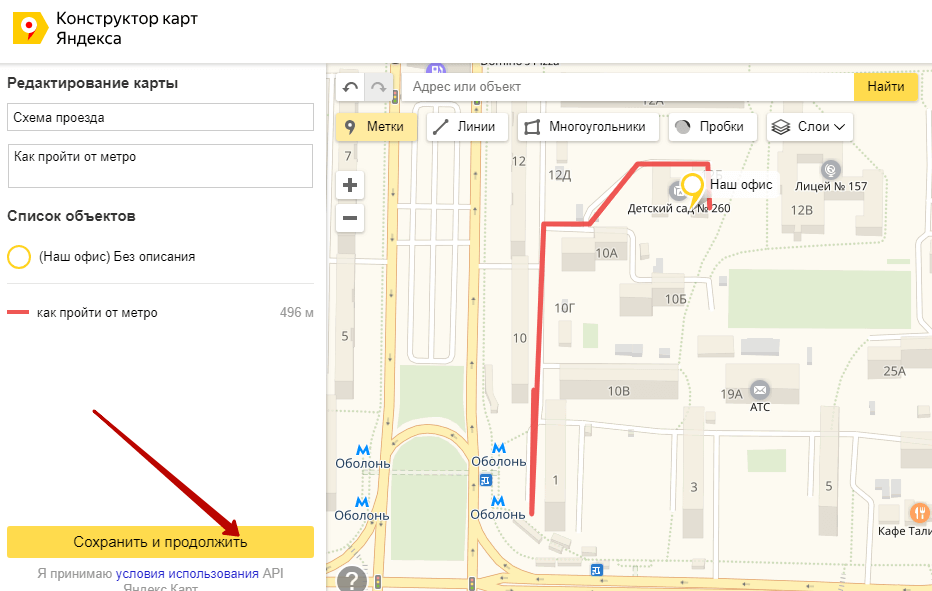 Конструктор карт
Яндекса
Редактирование карты
Схема проезда
Как пройти от метро
Список объектов
(Наш офис) Без описания
как пройти от метро 496 м
Сохранить и продолжить
Я принимаю условия использования API
Яндекс.Карт
Domino's Pizza
Адрес или объект
Найти
Метки
Линии
Многоугольники
Пробки
Слои
12А
7
12
12Д
Наш офис
Лицей № 157
Детский сад № 260
12В
10А
10Б
10Г
5
10
25А
10В
19А
АТС
Оболонь
Оболонь
1
3
5
Оболонь
Оболонь
Кафе Тали
?